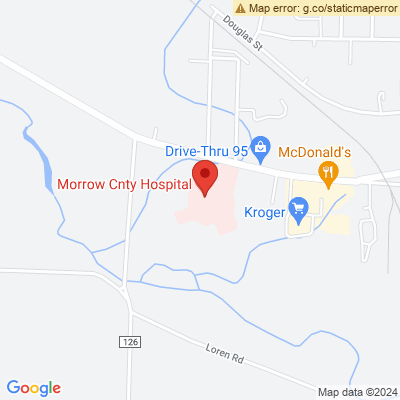 Map error: g.co/staticmaperror
Douglas St
Drive-Thru 95
McDonald's
Morrow Cnty Hospital
Kroger
126
Loren Rd
Google
Map data ©2024